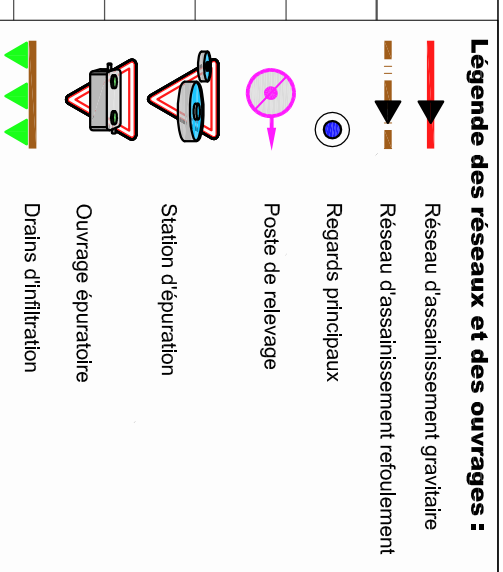 Légende des réseaux et des ouvrages :
Réseau d'assainissement gravitaire
Réseau d'assainissement refoulement
Regards principaux
Poste de relevage
Station d'épuration
Ouvrage épuratoire
Drains d'infiltration